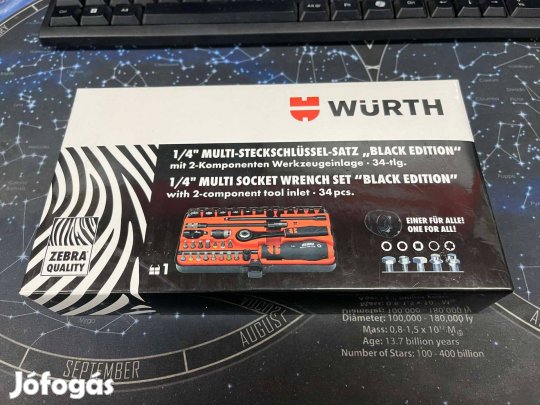 WÜRTH
1/4" MULTI-STECKSCHLÜSSEL-SATZ „BLACK EDITION“
mit 2-Komponenten Werkzeugeinlage · 34-tlg.
1/4" MULTI SOCKET WRENCH SET “BLACK EDITION”
with 2-component tool inlet · 34 pcs.
EINER FÜR ALLE!
ONE FOR ALL!
ZEBRA
QUALITY
1
AUGUST
SEPTEMBER
Diameter: 100,000 - 180,000 ly
Mass: 0.8-1.5 x 10¹² M
Age: 13.7 billion years
Number of Stars: 100 - 400 billion
Jófogás